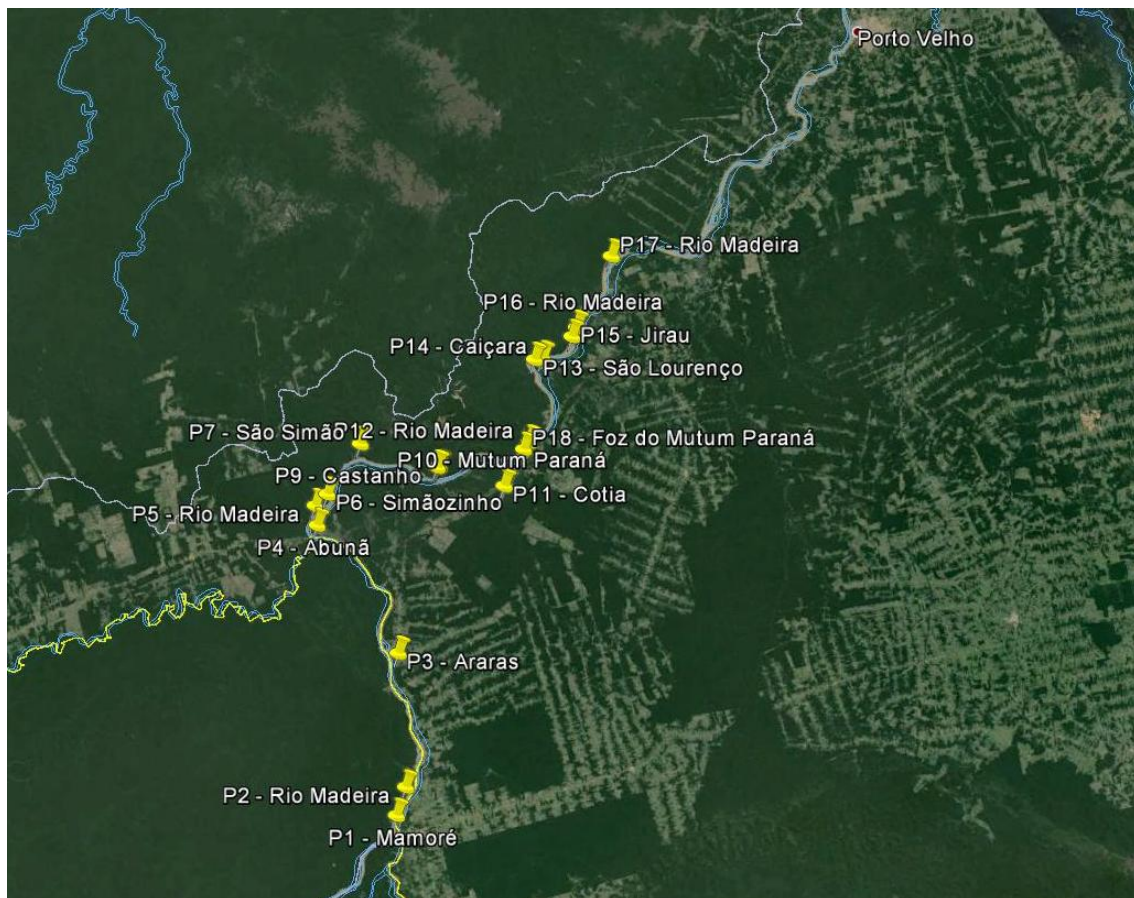 Porto Velho
P17 - Rio Madeira
P16 - Rio Madeira
P15 - Jirau
P14 - Caiçara
P13 - São Lourenço
P7 - São Simão
P12 - Rio Madeira
P18 - Foz do Mutum Paraná
P10 - Mutum Paraná
P9 - Castanho
P11 - Cotia
P6 - Simãozinho
P5 - Rio Madeira
P4 - Abunã
P3 - Araras
P2 - Rio Madeira
P1 - Mamoré